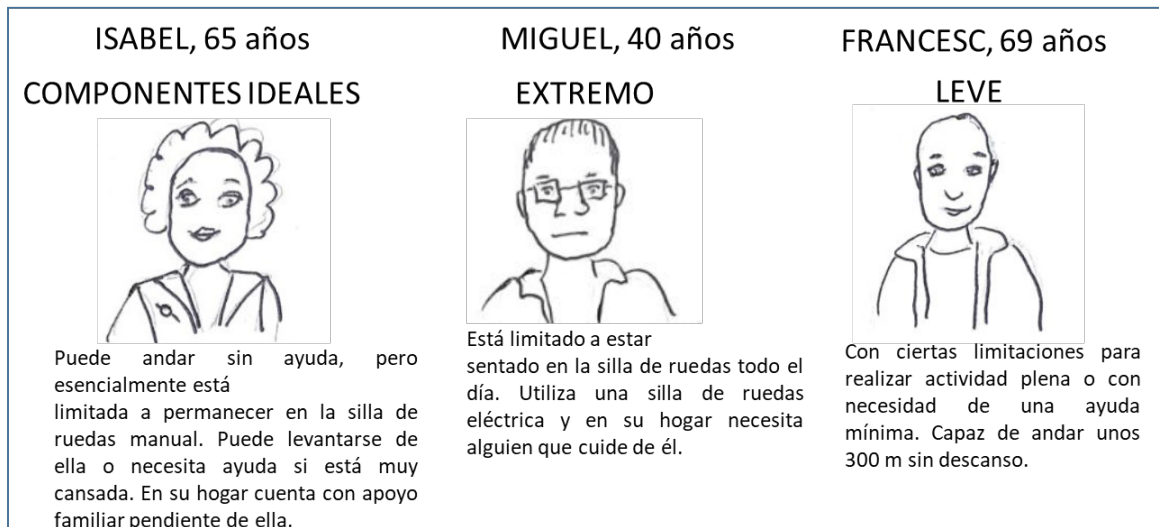 ISABEL, 65 años
COMPONENTES IDEALES
Puede andar sin ayuda, pero
esencialmente está
limitada a permanecer en la silla de
ruedas manual. Puede levantarse de
ella o necesita ayuda si está muy
cansada. En su hogar cuenta con apoyo
familiar pendiente de ella.
MIGUEL, 40 años
EXTREMO
Está limitado a estar
sentado en la silla de ruedas todo el
día. Utiliza una silla de ruedas
eléctrica y en su hogar necesita
alguien que cuide de él.
FRANCESC, 69 años
LEVE
Con ciertas limitaciones para
realizar actividad plena o con
necesidad de una ayuda
mínima. Capaz de andar unos
300 m sin descanso.